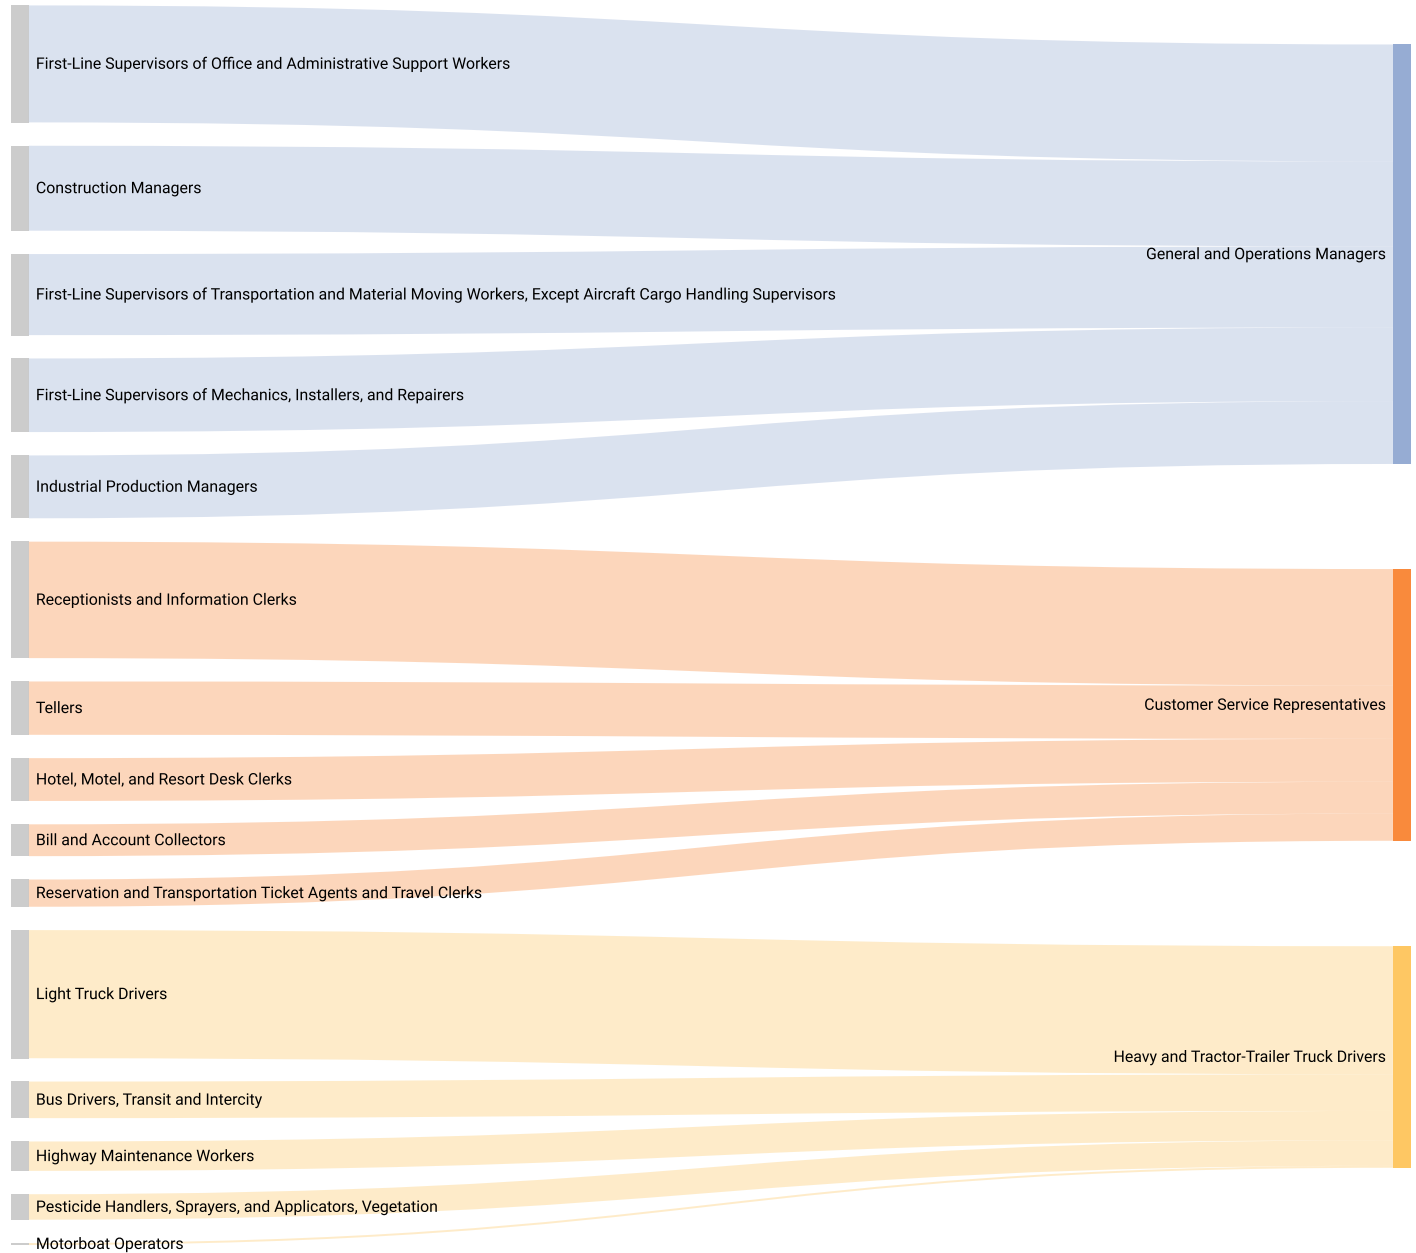 First-Line Supervisors of Office and Administrative Support Workers
Construction Managers
General and Operations Managers
First-Line Supervisors of Transportation and Material Moving Workers, Except Aircraft Cargo Handling Supervisors
First-Line Supervisors of Mechanics, Installers, and Repairers
Industrial Production Managers
Receptionists and Information Clerks
Customer Service Representatives
Tellers
Hotel, Motel, and Resort Desk Clerks
Bill and Account Collectors
Reservation and Transportation Ticket Agents and Travel Clerks
Light Truck Drivers
Heavy and Tractor-Trailer Truck Drivers
Bus Drivers, Transit and Intercity
Highway Maintenance Workers
Pesticide Handlers, Sprayers, and Applicators, Vegetation
Motorboat Operators